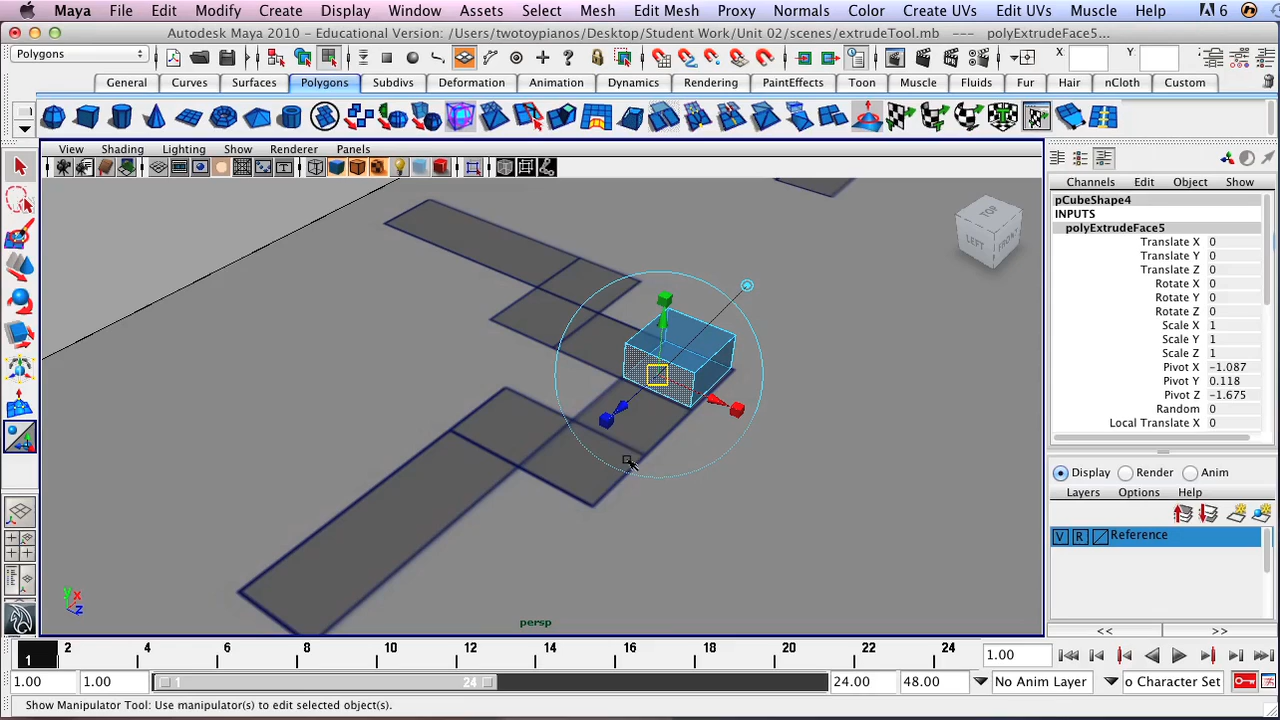 Maya File Edit Modify Create Display Window Assets Select Mesh Edit Mesh Proxy Normals Color Create UVs Edit UVs Muscle Help 6
Autodesk Maya 2010 - Educational Version: /Users/twotoypianos/Desktop/Student Work/Unit 02/scenes/extrudeTool.mb --- polyExtrudeFace5...
Polygons X Y
General Curves Surfaces Polygons Subdivs Deformation Animation Dynamics Rendering PaintEffects Toon Muscle Fluids Fur Hair nCloth Custom
View Shading Lighting Show Renderer Panels
TOP
LEFT FRONT
y x
z
persp
Channels Edit Object Show
pCubeShape4
INPUTS
polyExtrudeFace5
Translate X 0
Translate Y 0
Translate Z 0
Rotate X 0
Rotate Y 0
Rotate Z 0
Scale X 1
Scale Y 1
Scale Z 1
Pivot X -1.087
Pivot Y 0.118
Pivot Z -1.675
Random 0
Local Translate X 0
Display Render Anim
Layers Options Help
V R Reference
<< >>
1 2 4 6 8 10 12 14 16 18 20 22 24 1.00
1.00 1.00 1 24 24.00 48.00 No Anim Layer o Character Set
Show Manipulator Tool: Use manipulator(s) to edit selected object(s).